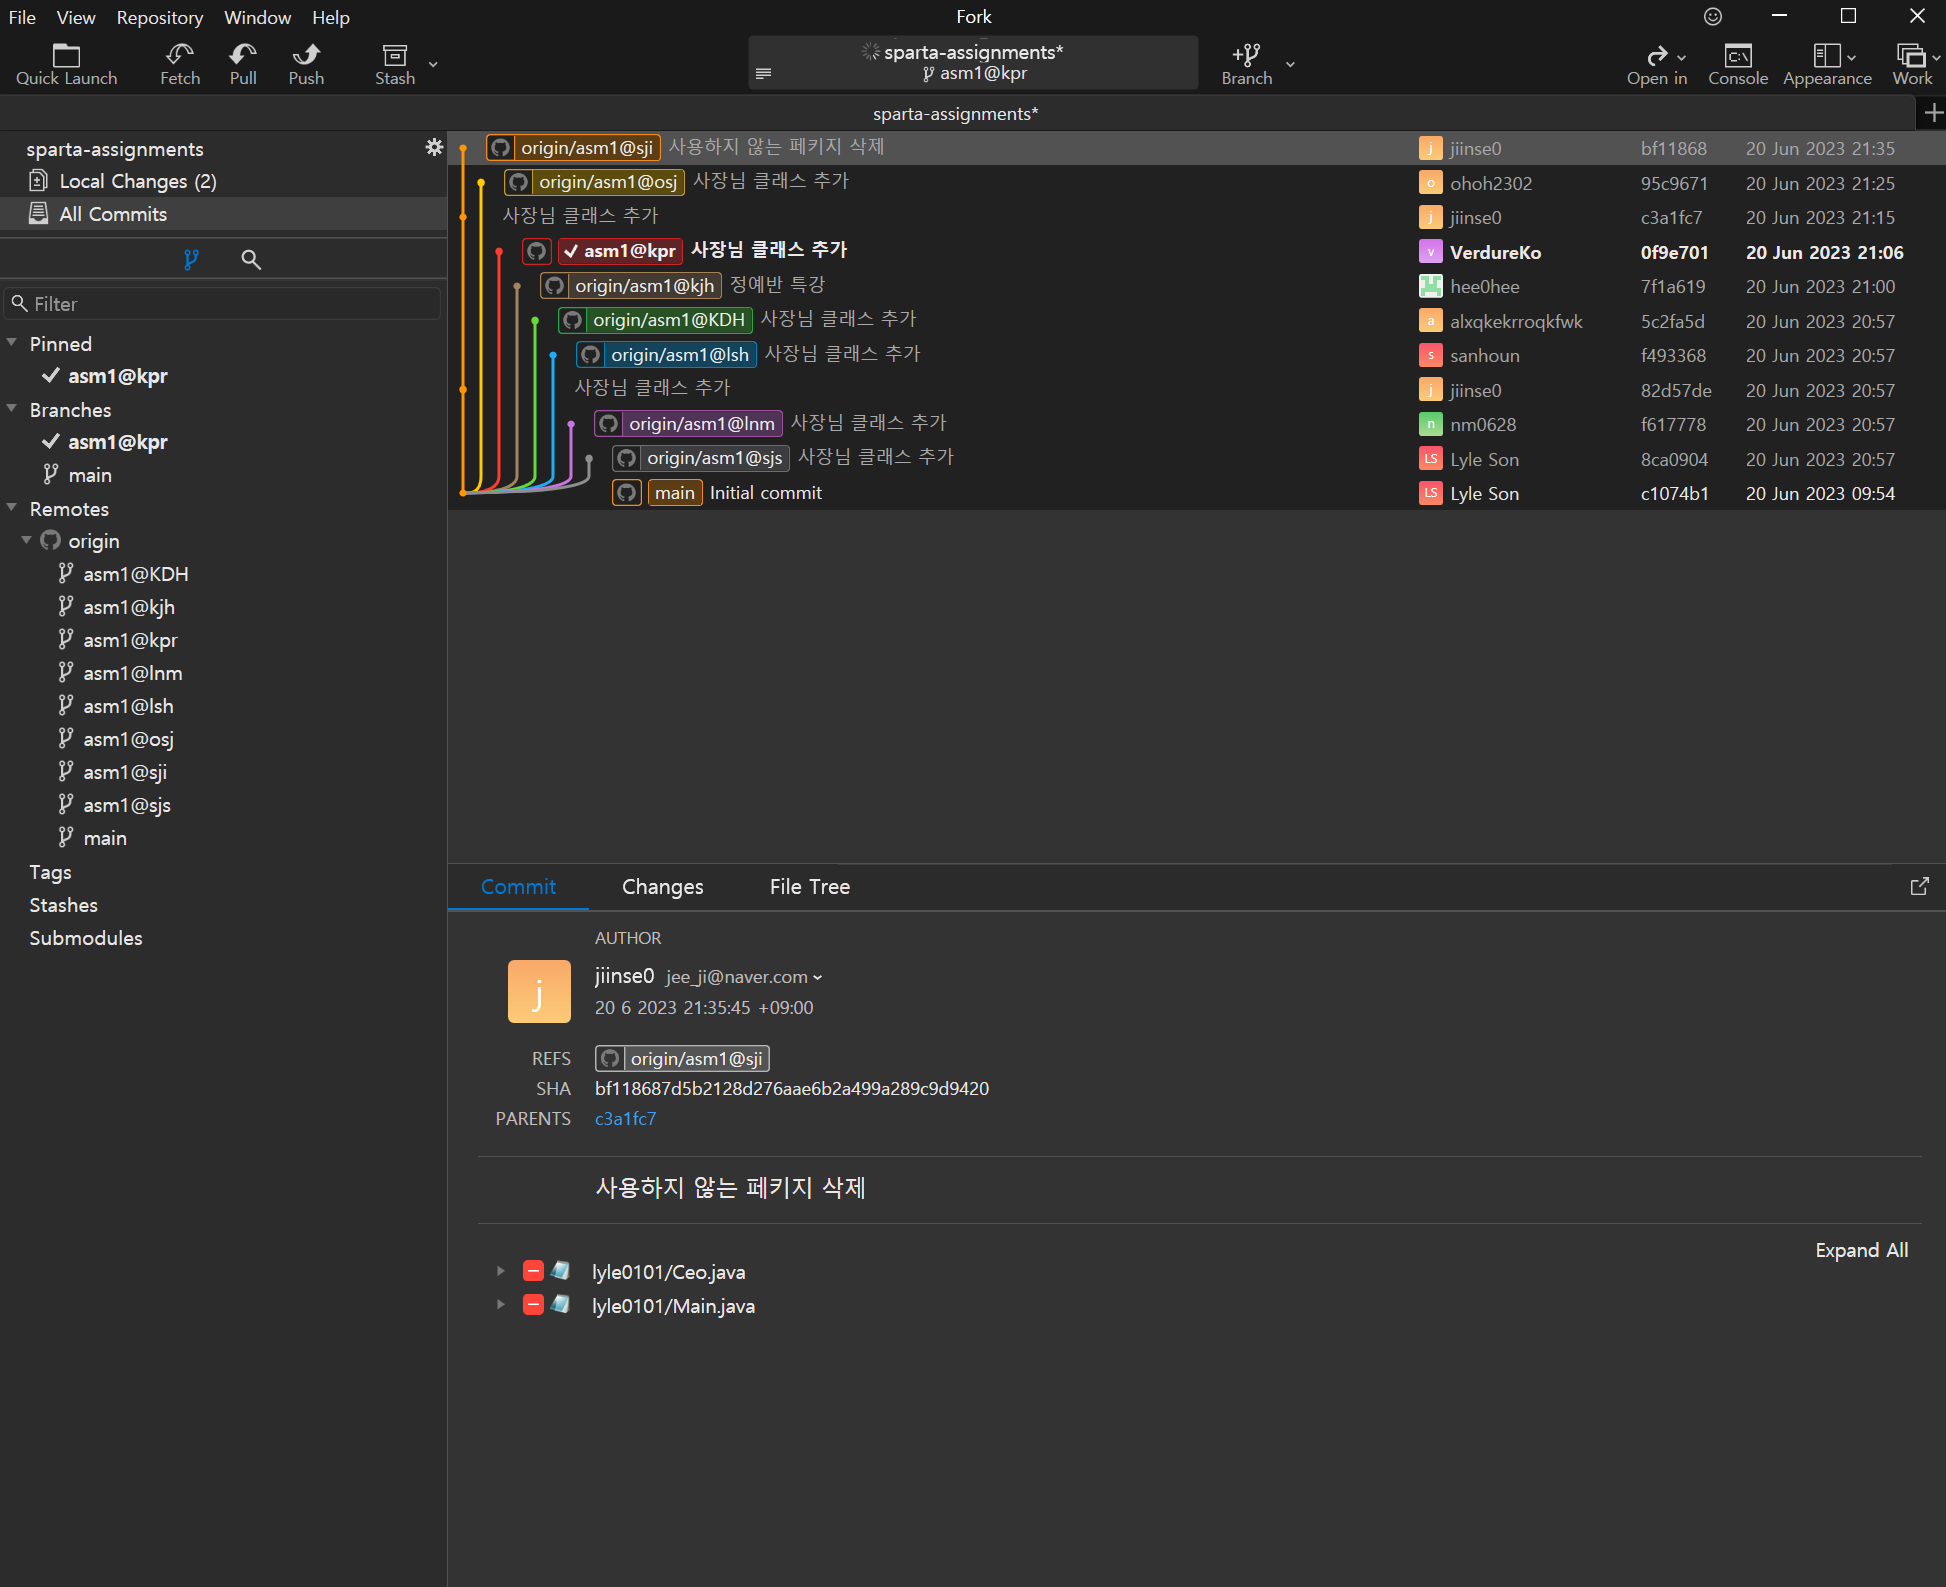 File View Repository Window Help
Fork
Quick Launch Fetch Pull Push Stash
sparta-assignments*
asm1@kpr
Branch
Open in Console Appearance Work
sparta-assignments*
sparta-assignments
Local Changes (2)
All Commits
Filter
Pinned
asm1@kpr
Branches
asm1@kpr
main
Remotes
origin
asm1@KDH
asm1@kjh
asm1@kpr
asm1@lnm
asm1@lsh
asm1@osj
asm1@sji
asm1@sjs
main
Tags
Stashes
Submodules
origin/asm1@sji 사용하지 않는 페키지 삭제 j jiinse0 bf11868 20 Jun 2023 21:35
origin/asm1@osj 사장님 클래스 추가 o ohoh2302 95c9671 20 Jun 2023 21:25
사장님 클래스 추가 j jiinse0 c3a1fc7 20 Jun 2023 21:15
asm1@kpr 사장님 클래스 추가 v VerdureKo 0f9e701 20 Jun 2023 21:06
origin/asm1@kjh 정예반 특강 hee0hee 7f1a619 20 Jun 2023 21:00
origin/asm1@KDH 사장님 클래스 추가 a alxqkekrroqkfwk 5c2fa5d 20 Jun 2023 20:57
origin/asm1@lsh 사장님 클래스 추가 s sanhoun f493368 20 Jun 2023 20:57
사장님 클래스 추가 j jiinse0 82d57de 20 Jun 2023 20:57
origin/asm1@lnm 사장님 클래스 추가 n nm0628 f617778 20 Jun 2023 20:57
origin/asm1@sjs 사장님 클래스 추가 LS Lyle Son 8ca0904 20 Jun 2023 20:57
main Initial commit LS Lyle Son c1074b1 20 Jun 2023 09:54
Commit Changes File Tree
AUTHOR
j jiinse0 jee_ji@naver.com
20 6 2023 21:35:45 +09:00
REFS origin/asm1@sji
SHA bf118687d5b2128d276aae6b2a499a289c9d9420
PARENTS c3a1fc7
사용하지 않는 페키지 삭제
Expand All
lyle0101/Ceo.java
lyle0101/Main.java